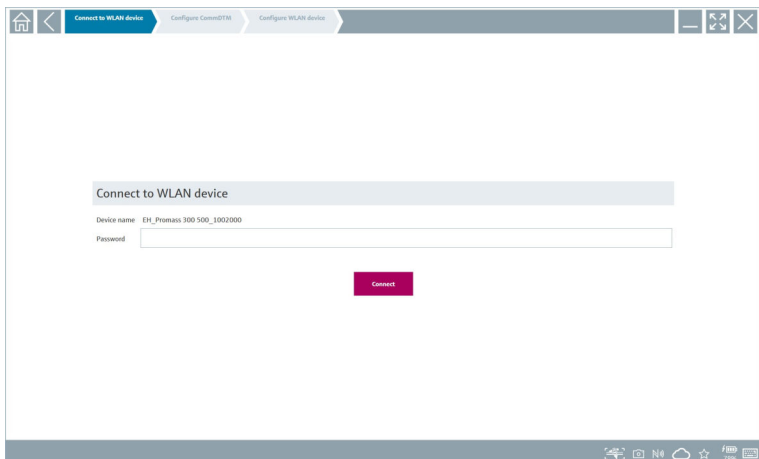 Connect to WLAN device
Configure CommDTM
Configure WLAN device
Connect to WLAN device
Device name EH_Promass 300 500_1002000
Password
Connect